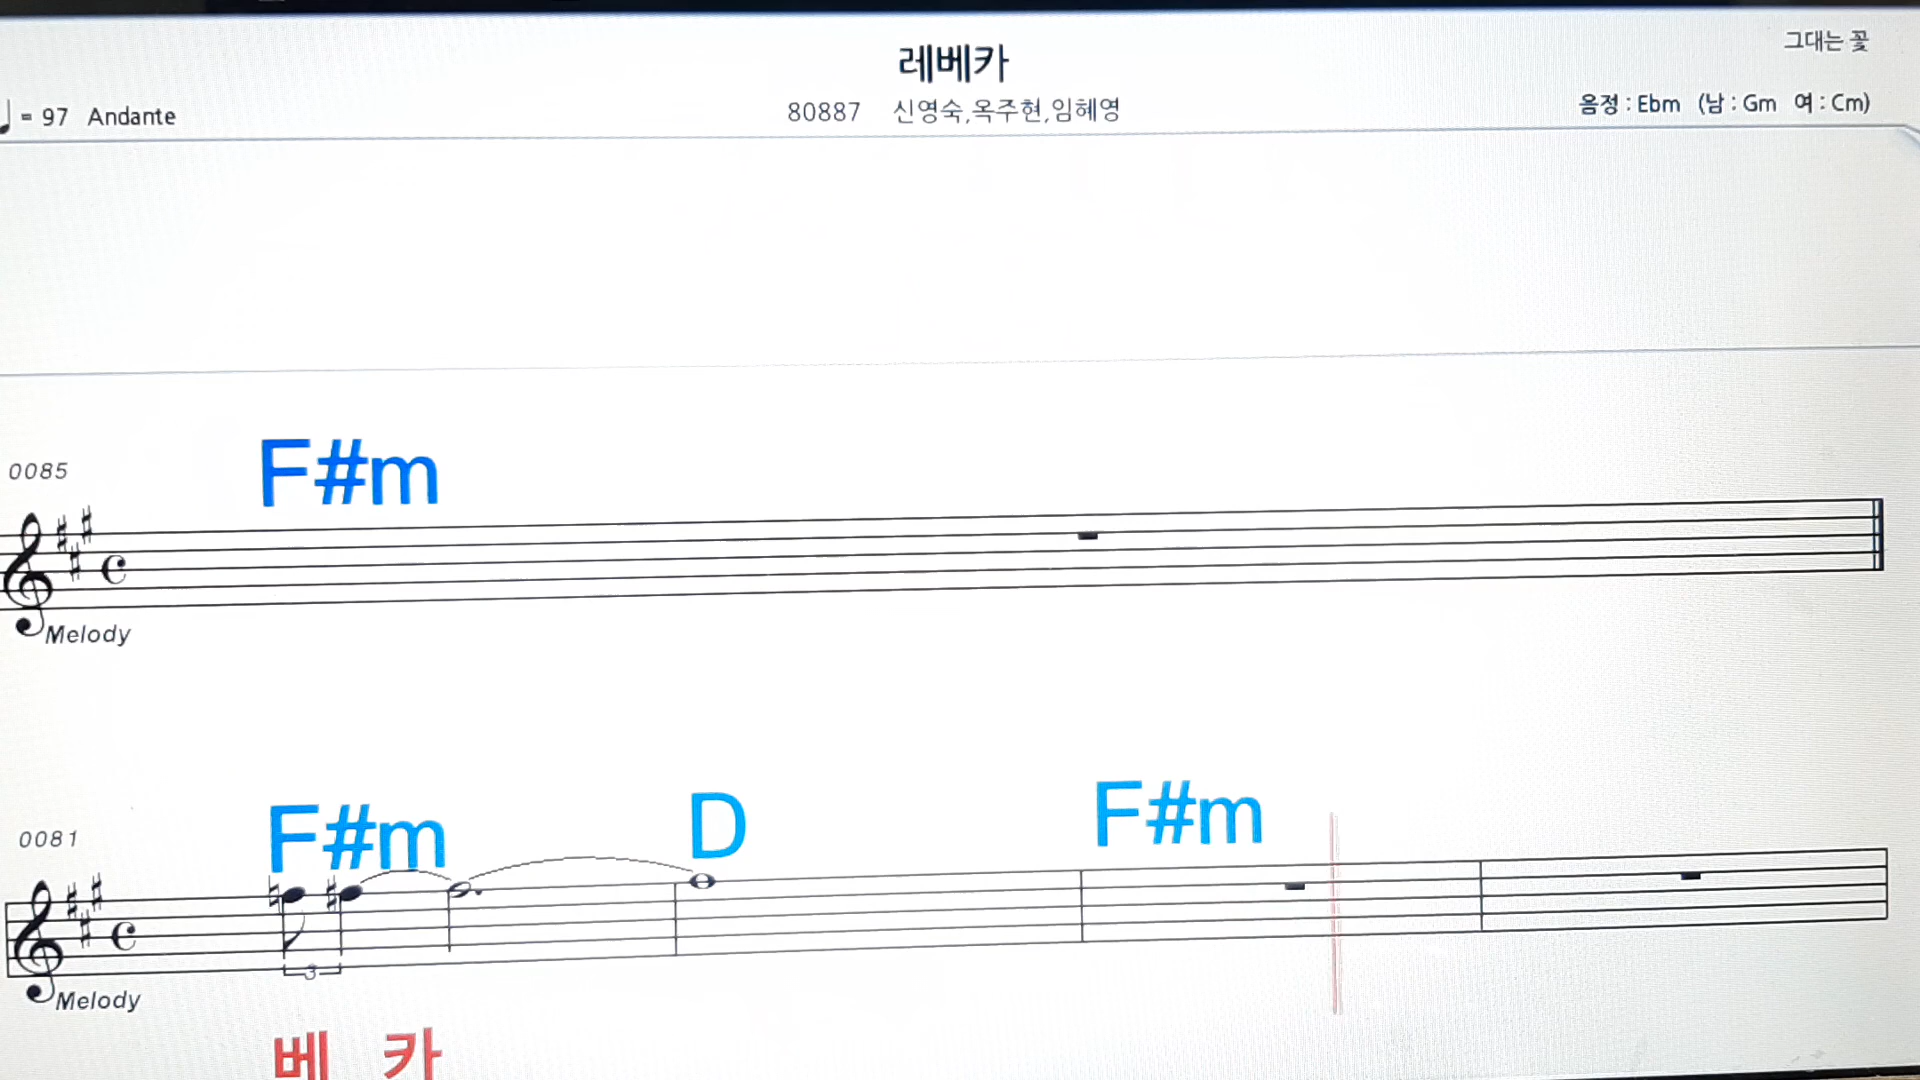 그대는 꽃
레베카
= 97 Andante
80887 신영숙,옥주현,임혜영
음정 : Ebm (남 : Gm 여 : Cm)
0085
F#m
Melody
0081
F#m D F#m
3
Melody
베 카